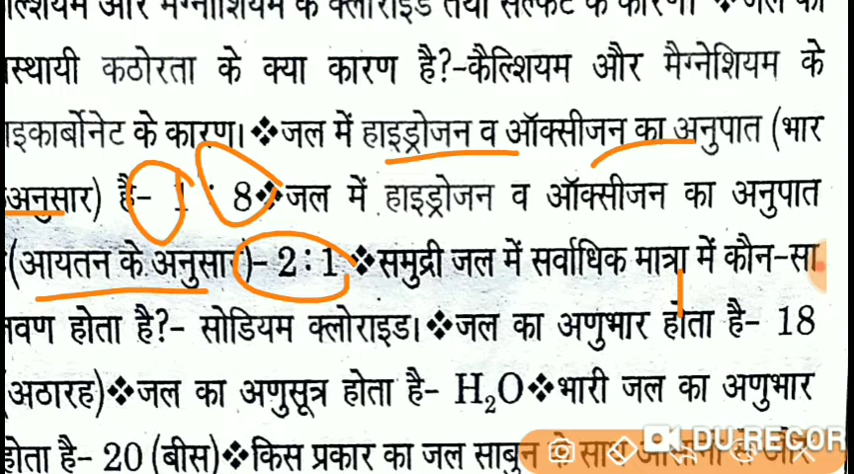 ल्शियम और मैग्नीशियम के क्लोराइड तथा सल्फेट के कारण। ❖जल की
स्थायी कठोरता के क्या कारण है?-कैल्शियम और मैग्नेशियम के
इकार्बोनेट के कारण।❖जल में हाइड्रोजन व ऑक्सीजन का अनुपात (भार
अनुसार) है- 1 : 8❖जल में हाइड्रोजन व ऑक्सीजन का अनुपात
(आयतन के अनुसार)- 2 : 1 ❖समुद्री जल में सर्वाधिक मात्रा में कौन-सा
नवण होता है?- सोडियम क्लोराइड।❖जल का अणुभार होता है- 18
(अठारह)❖जल का अणुसूत्र होता है- H₂O❖भारी जल का अणुभार
होता है- 20 (बीस)❖किस प्रकार का जल साबुन के साथ
DU RECOR